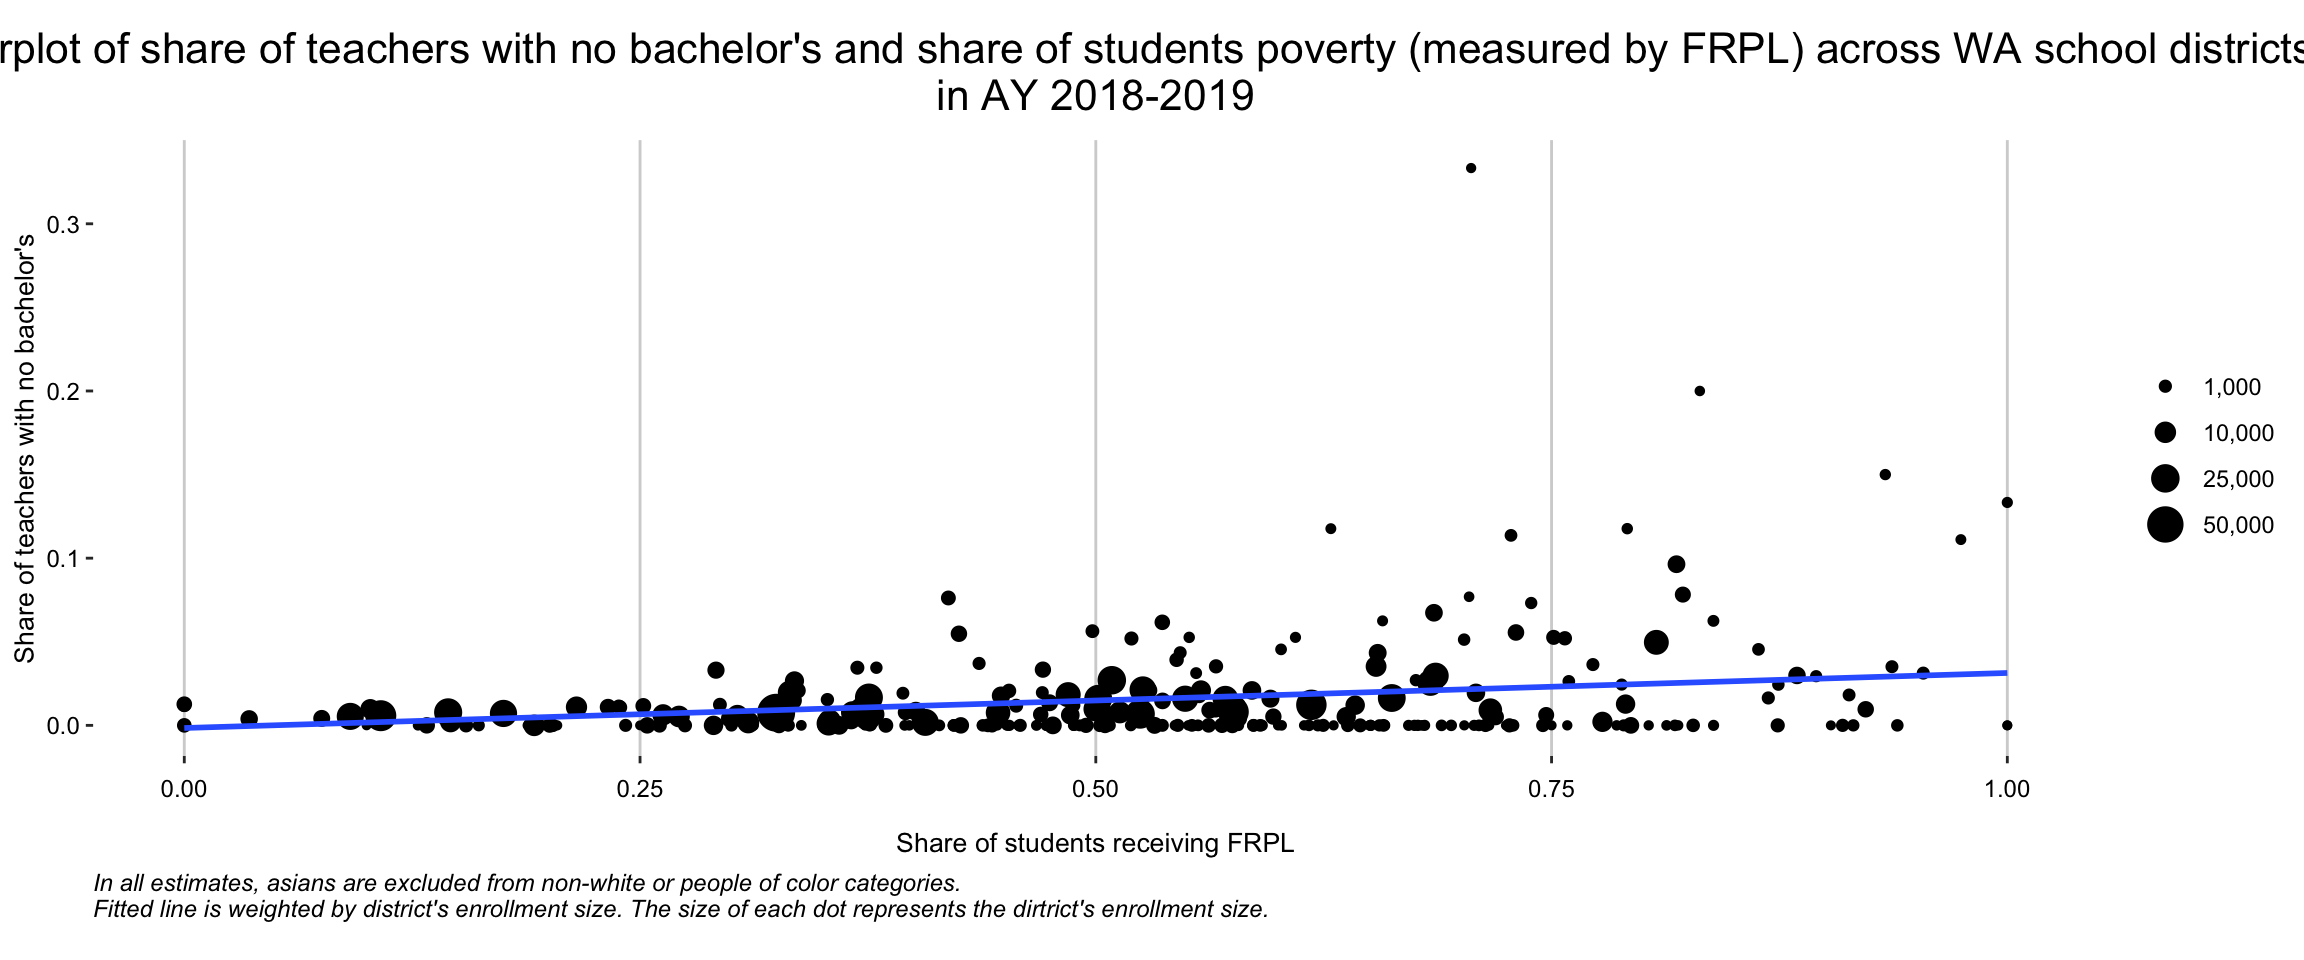 rplot of share of teachers with no bachelor's and share of students poverty (measured by FRPL) across WA school districts
in AY 2018-2019
Share of teachers with no bachelor's
0.3
0.2
0.1
0.0
0.00
0.25
0.50
0.75
1.00
Share of students receiving FRPL
1,000
10,000
25,000
50,000
In all estimates, asians are excluded from non-white or people of color categories.
Fitted line is weighted by district's enrollment size. The size of each dot represents the dirtrict's enrollment size.